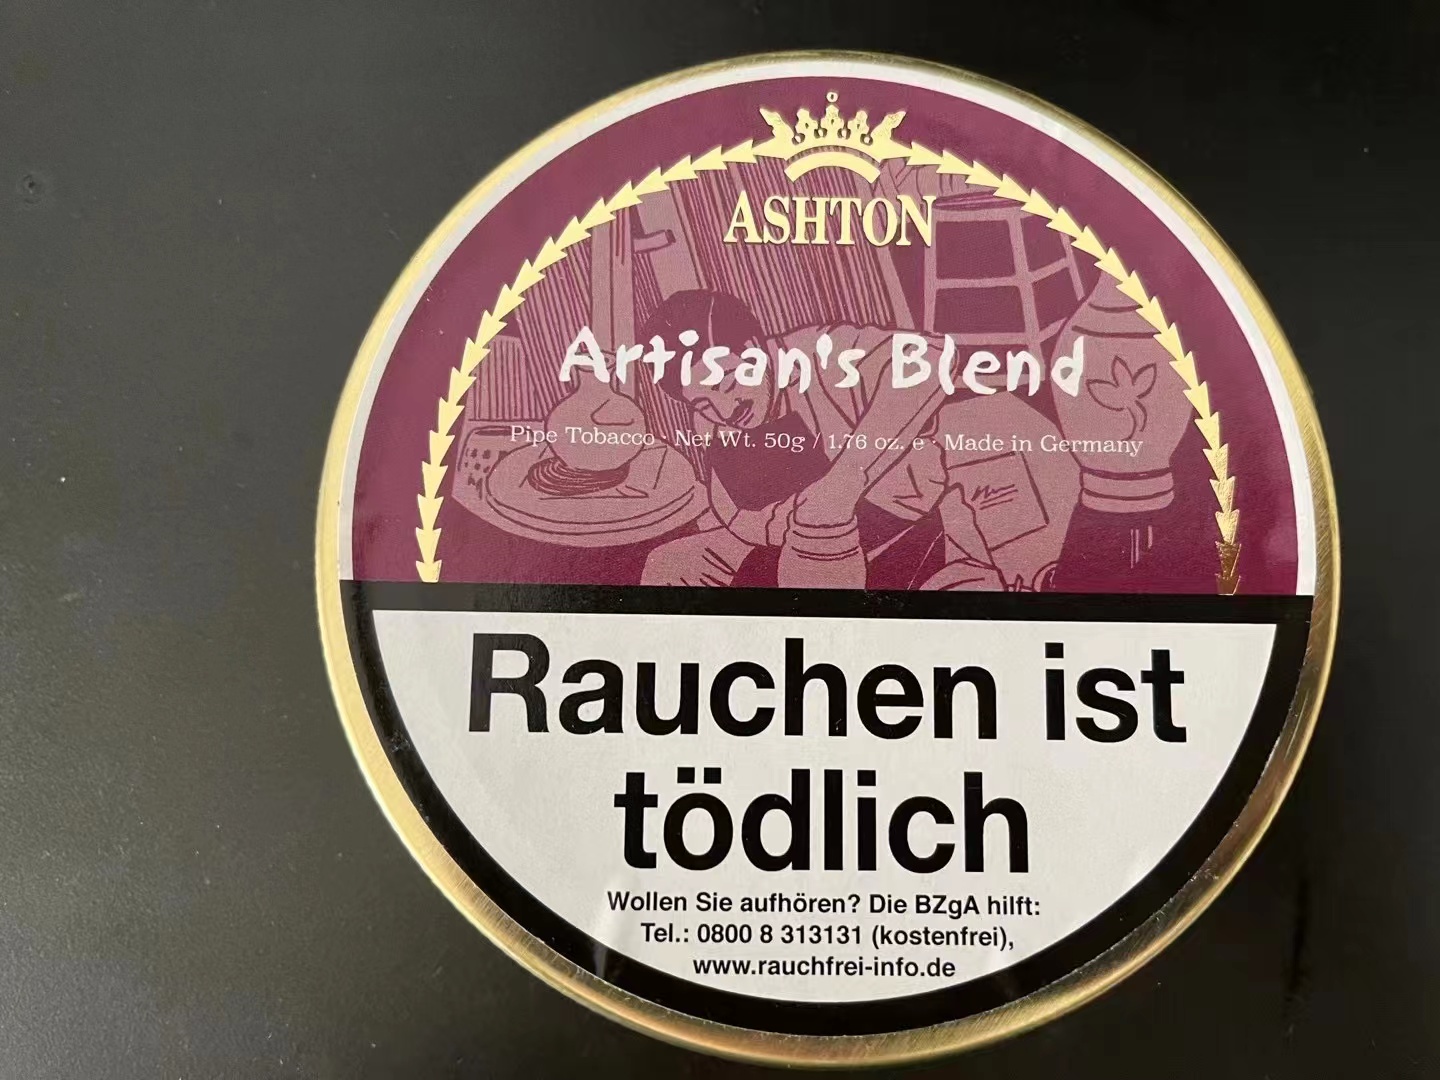 ASHTON
Artisan's Blend
Pipe Tobacco · Net Wt. 50g / 1.76 oz. e · Made in Germany
Rauchen ist
tödlich
Wollen Sie aufhören? Die BZgA hilft:
Tel.: 0800 8 313131 (kostenfrei),
www.rauchfrei-info.de